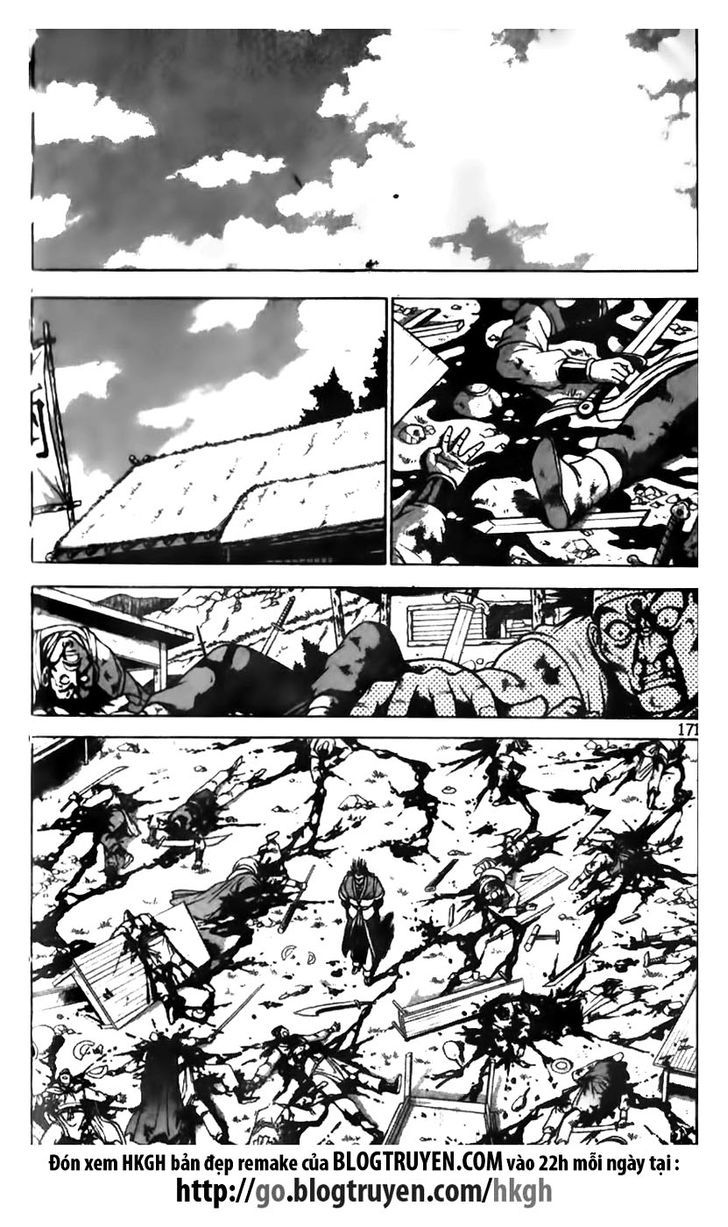 171
Đón xem HKGH bản đẹp remake của BLOGTRUYEN.COM vào 22h mỗi ngày tại :
http://go.blogtruyen.com/hkgh